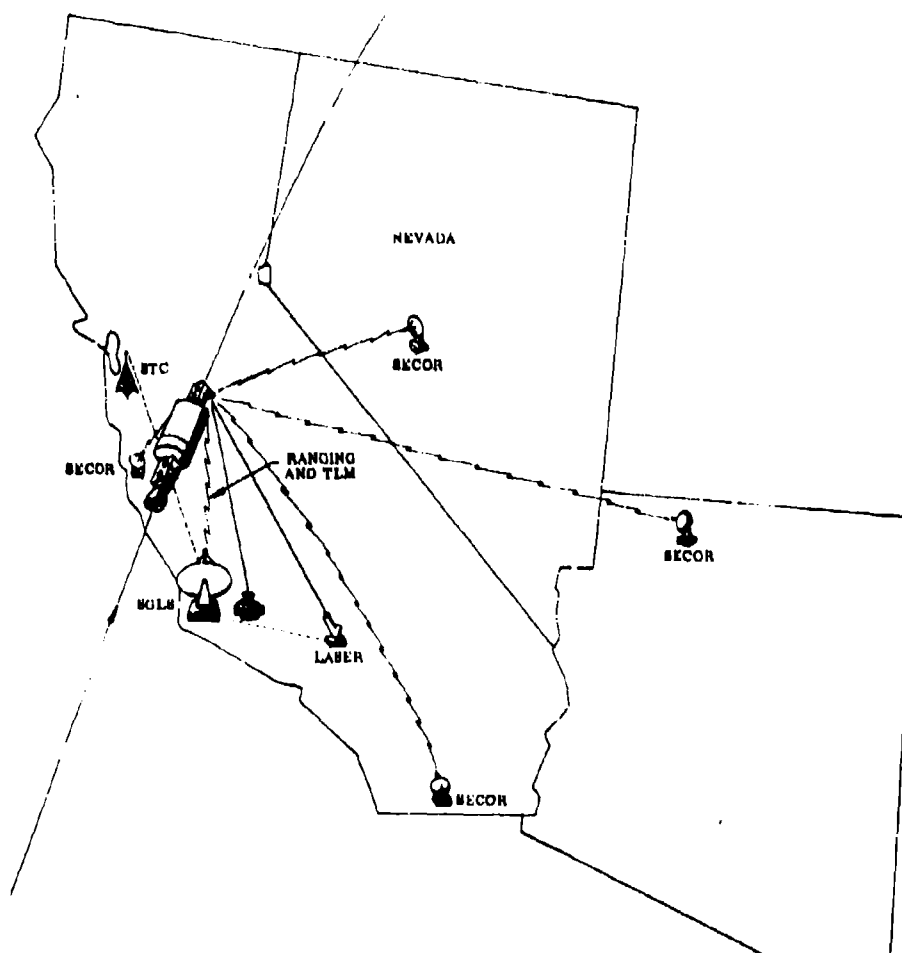 NEVADA
STC
SECOR
SECOR
RANGING
AND TLM
SECOR
SGLS
LASER
SECOR